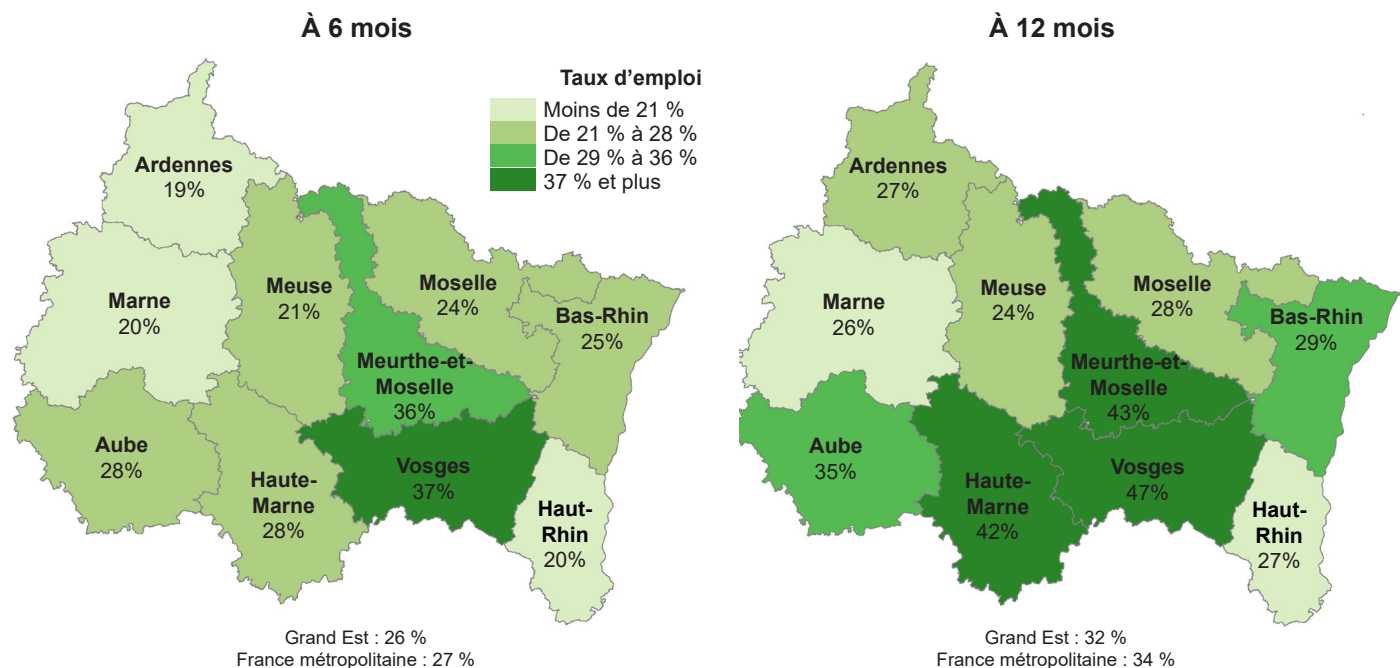 À 6 mois
Taux d'emploi
Moins de 21 %
De 21 % à 28 %
De 29 % à 36 %
37 % et plus
Ardennes
19%
Marne
20%
Meuse
21%
Moselle
24%
Bas-Rhin
25%
Meurthe-et-
Moselle
36%
Aube
28%
Haute-
Marne
28%
Vosges
37%
Haut-
Rhin
20%
Grand Est : 26 %
France métropolitaine : 27 %
À 12 mois
Ardennes
27%
Marne
26%
Meuse
24%
Moselle
28%
Bas-Rhin
29%
Meurthe-et-
Moselle
43%
Aube
35%
Haute-
Marne
42%
Vosges
47%
Haut-
Rhin
27%
Grand Est : 32 %
France métropolitaine : 34 %